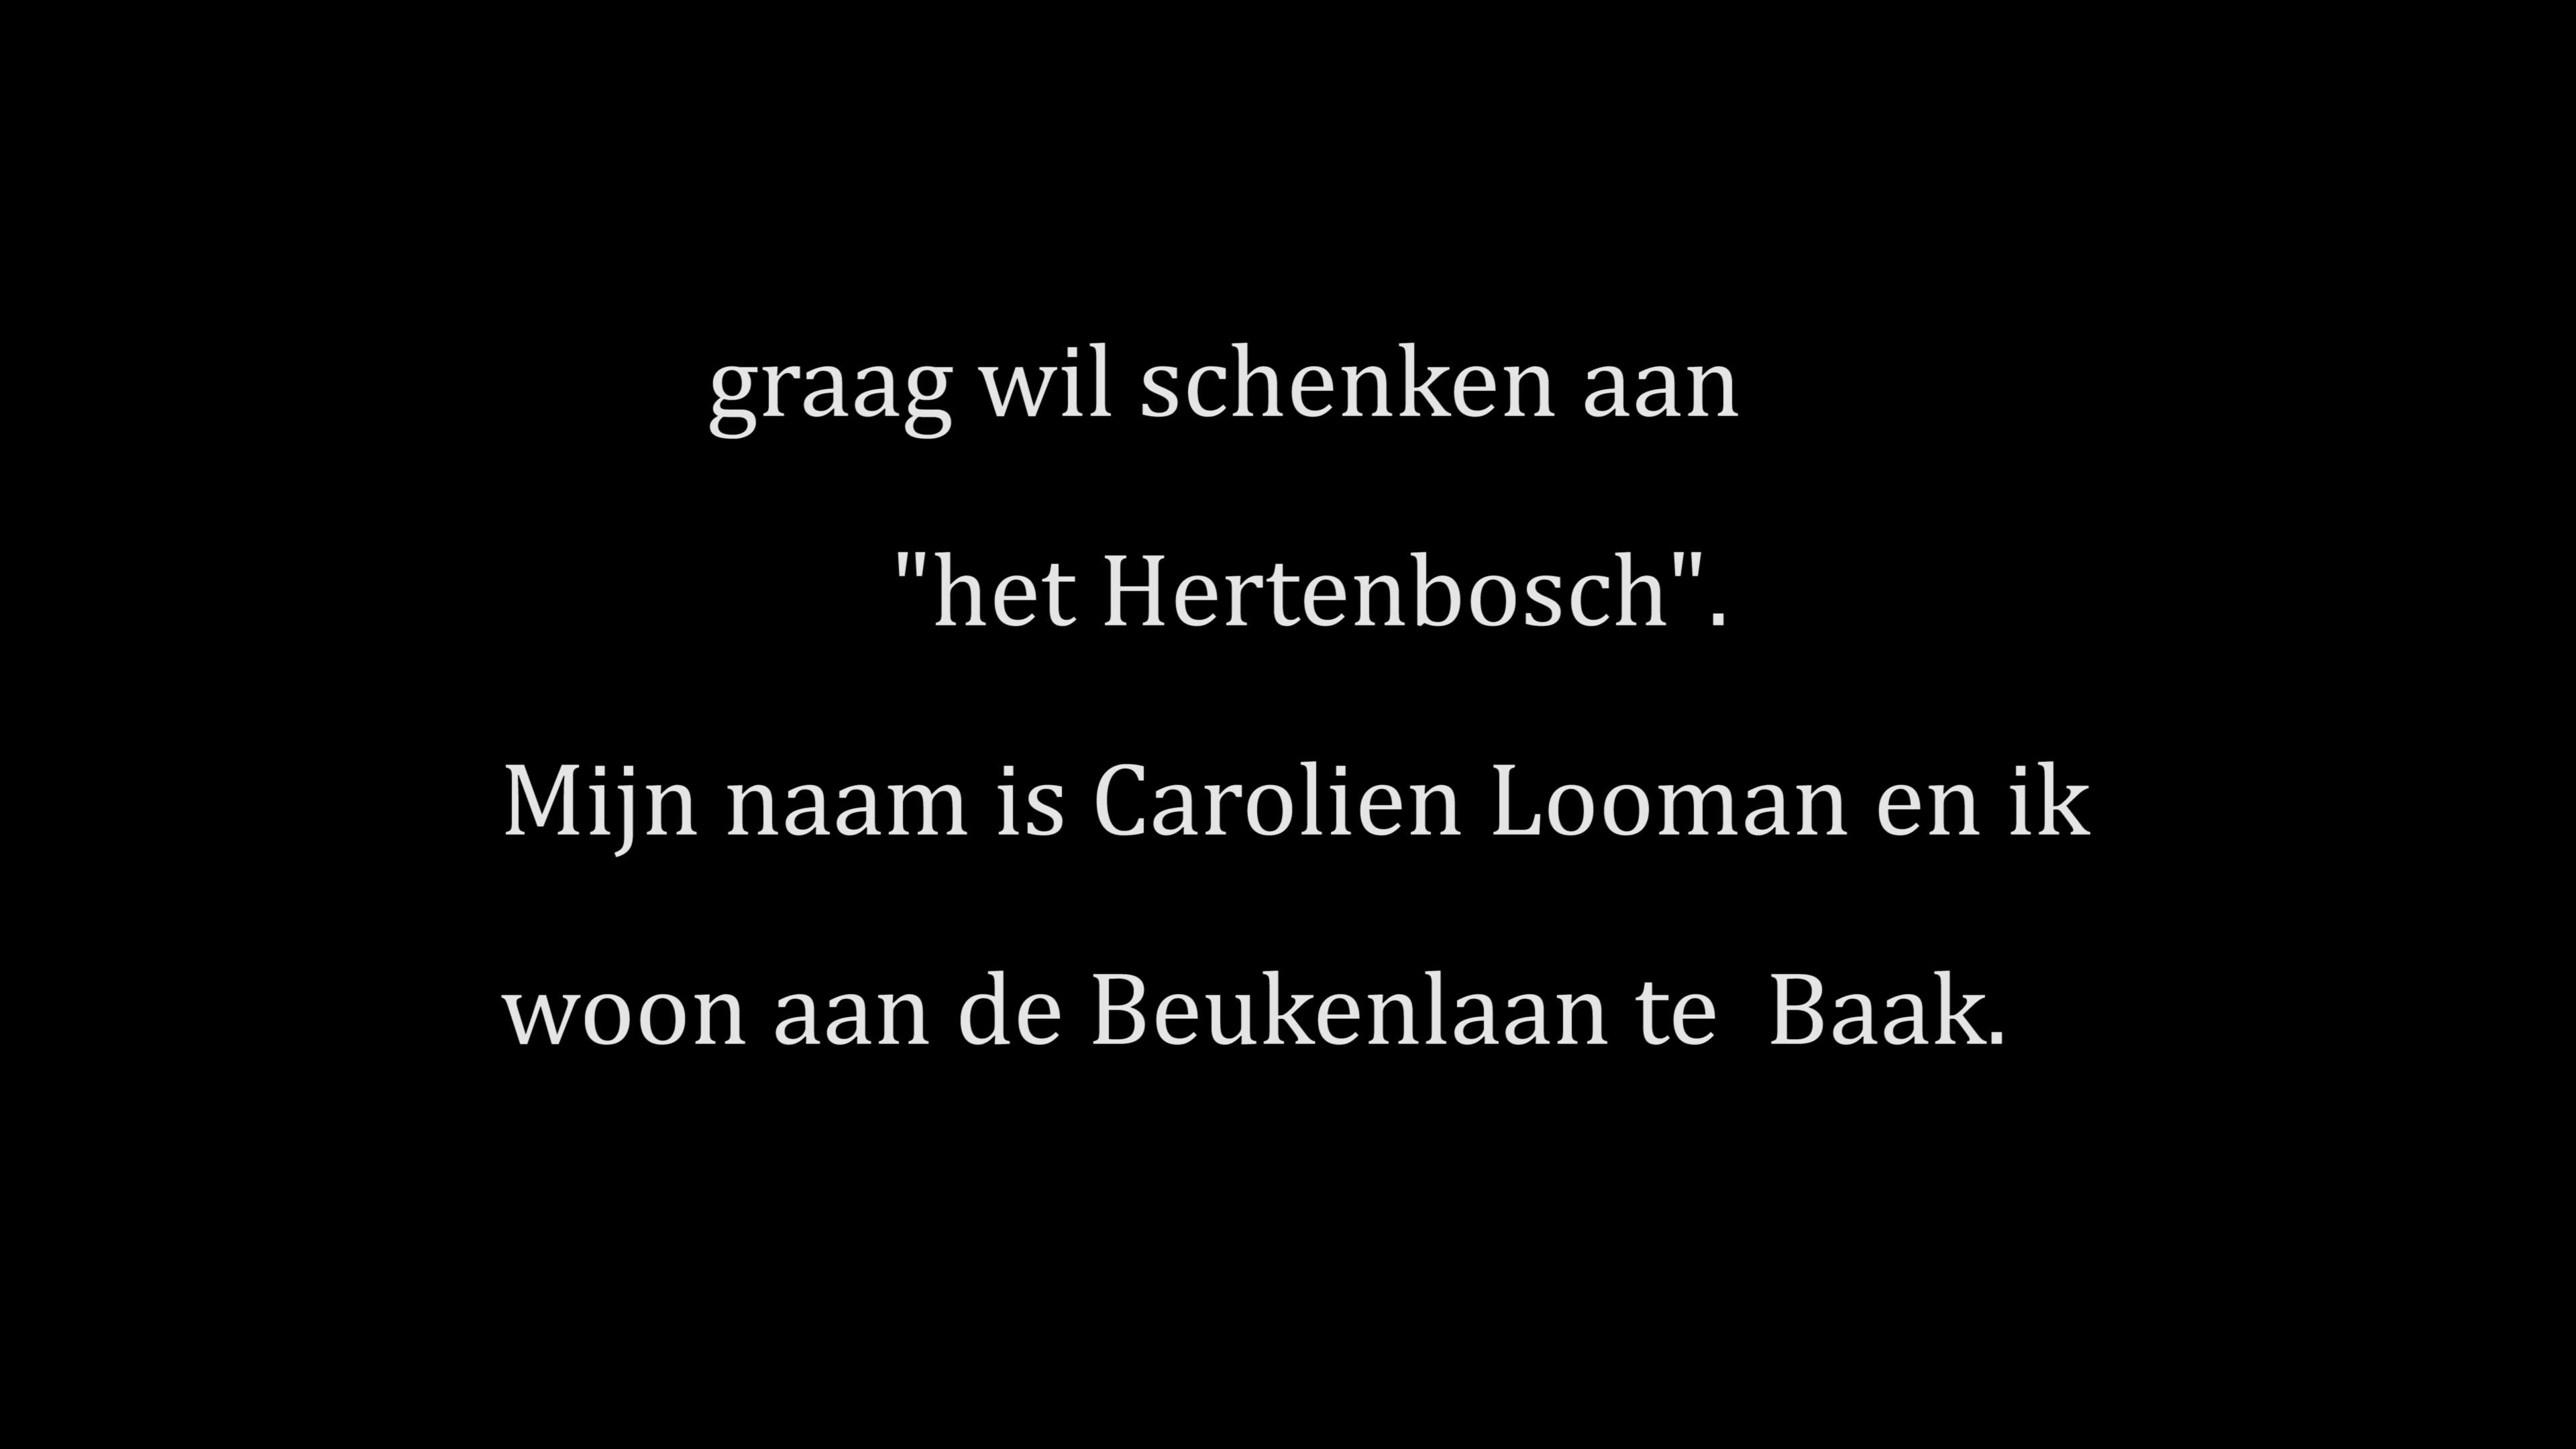 graag wil schenken aan
"het Hertenbosch".
Mijn naam is Carolien Looman en ik
woon aan de Beukenlaan te  Baak.